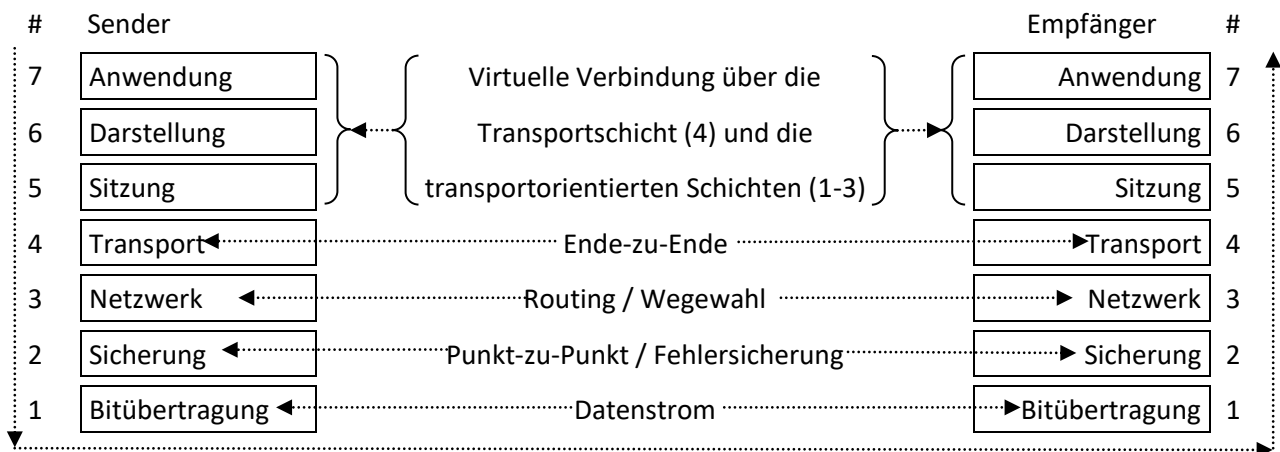 # Sender Empfänger #
7 Anwendung Virtuelle Verbindung über die Anwendung 7
6 Darstellung Transportschicht (4) und die Darstellung 6
5 Sitzung transportorientierten Schichten (1-3) Sitzung 5
4 Transport Ende-zu-Ende Transport 4
3 Netzwerk Routing / Wegewahl Netzwerk 3
2 Sicherung Punkt-zu-Punkt / Fehlersicherung Sicherung 2
1 Bitübertragung Datenstrom Bitübertragung 1